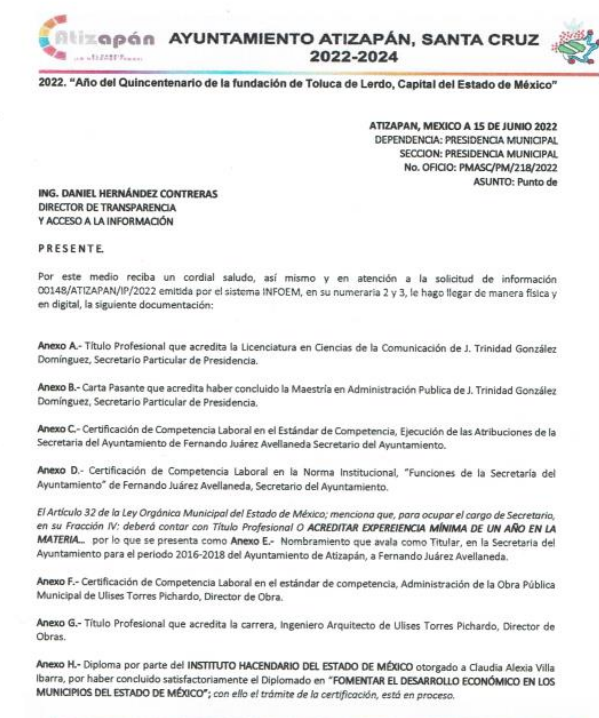 Atizapán AYUNTAMIENTO ATIZAPÁN, SANTA CRUZ
2022-2024
2022. "Año del Quincentenario de la fundación de Toluca de Lerdo, Capital del Estado de México"
ATIZAPAN, MEXICO A 15 DE JUNIO 2022
DEPENDENCIA: PRESIDENCIA MUNICIPAL
SECCION: PRESIDENCIA MUNICIPAL
No. OFICIO: PMASC/PM/218/2022
ASUNTO: Punto de
ING. DANIEL HERNÁNDEZ CONTRERAS
DIRECTOR DE TRANSPARENCIA
Y ACCESO A LA INFORMACIÓN
P R E S E N T E.
Por este medio reciba un cordial saludo, así mismo y en atención a la solicitud de información
00148/ATIZAPAN/IP/2022 emitida por el sistema INFOEM, en su numeraria 2 y 3, le hago llegar de manera física y
en digital, la siguiente documentación:
Anexo A.- Título Profesional que acredita la Licenciatura en Ciencias de la Comunicación de J. Trinidad González
Domínguez, Secretario Particular de Presidencia.
Anexo B.- Carta Pasante que acredita haber concluido la Maestría en Administración Publica de J. Trinidad González
Domínguez, Secretario Particular de Presidencia.
Anexo C.- Certificación de Competencia Laboral en el Estándar de Competencia, Ejecución de las Atribuciones de la
Secretaria del Ayuntamiento de Fernando Juárez Avellaneda Secretario del Ayuntamiento.
Anexo D.- Certificación de Competencia Laboral en la Norma Institucional, "Funciones de la Secretaría del
Ayuntamiento" de Fernando Juárez Avellaneda, Secretario del Ayuntamiento.
El Artículo 32 de la Ley Orgánica Municipal del Estado de México; menciona que, para ocupar el cargo de Secretario,
en su Fracción IV: deberá contar con Título Profesional O ACREDITAR EXPERIENCIA MÍNIMA DE UN AÑO EN LA
MATERIA... por lo que se presenta como Anexo E.- Nombramiento que avala como Titular, en la Secretaria del
Ayuntamiento para el periodo 2016-2018 del Ayuntamiento de Atizapán, a Fernando Juárez Avellaneda.
Anexo F.- Certificación de Competencia Laboral en el estándar de competencia, Administración de la Obra Pública
Municipal de Ulises Torres Pichardo, Director de Obra.
Anexo G.- Título Profesional que acredita la carrera, Ingeniero Arquitecto de Ulises Torres Pichardo, Director de
Obras.
Anexo H.- Diploma por parte del INSTITUTO HACENDARIO DEL ESTADO DE MÉXICO otorgado a Claudia Alexia Villa
Ibarra, por haber concluido satisfactoriamente el Diplomado en "FOMENTAR EL DESARROLLO ECONÓMICO EN LOS
MUNICIPIOS DEL ESTADO DE MÉXICO"; con ello el trámite de la certificación, está en proceso.